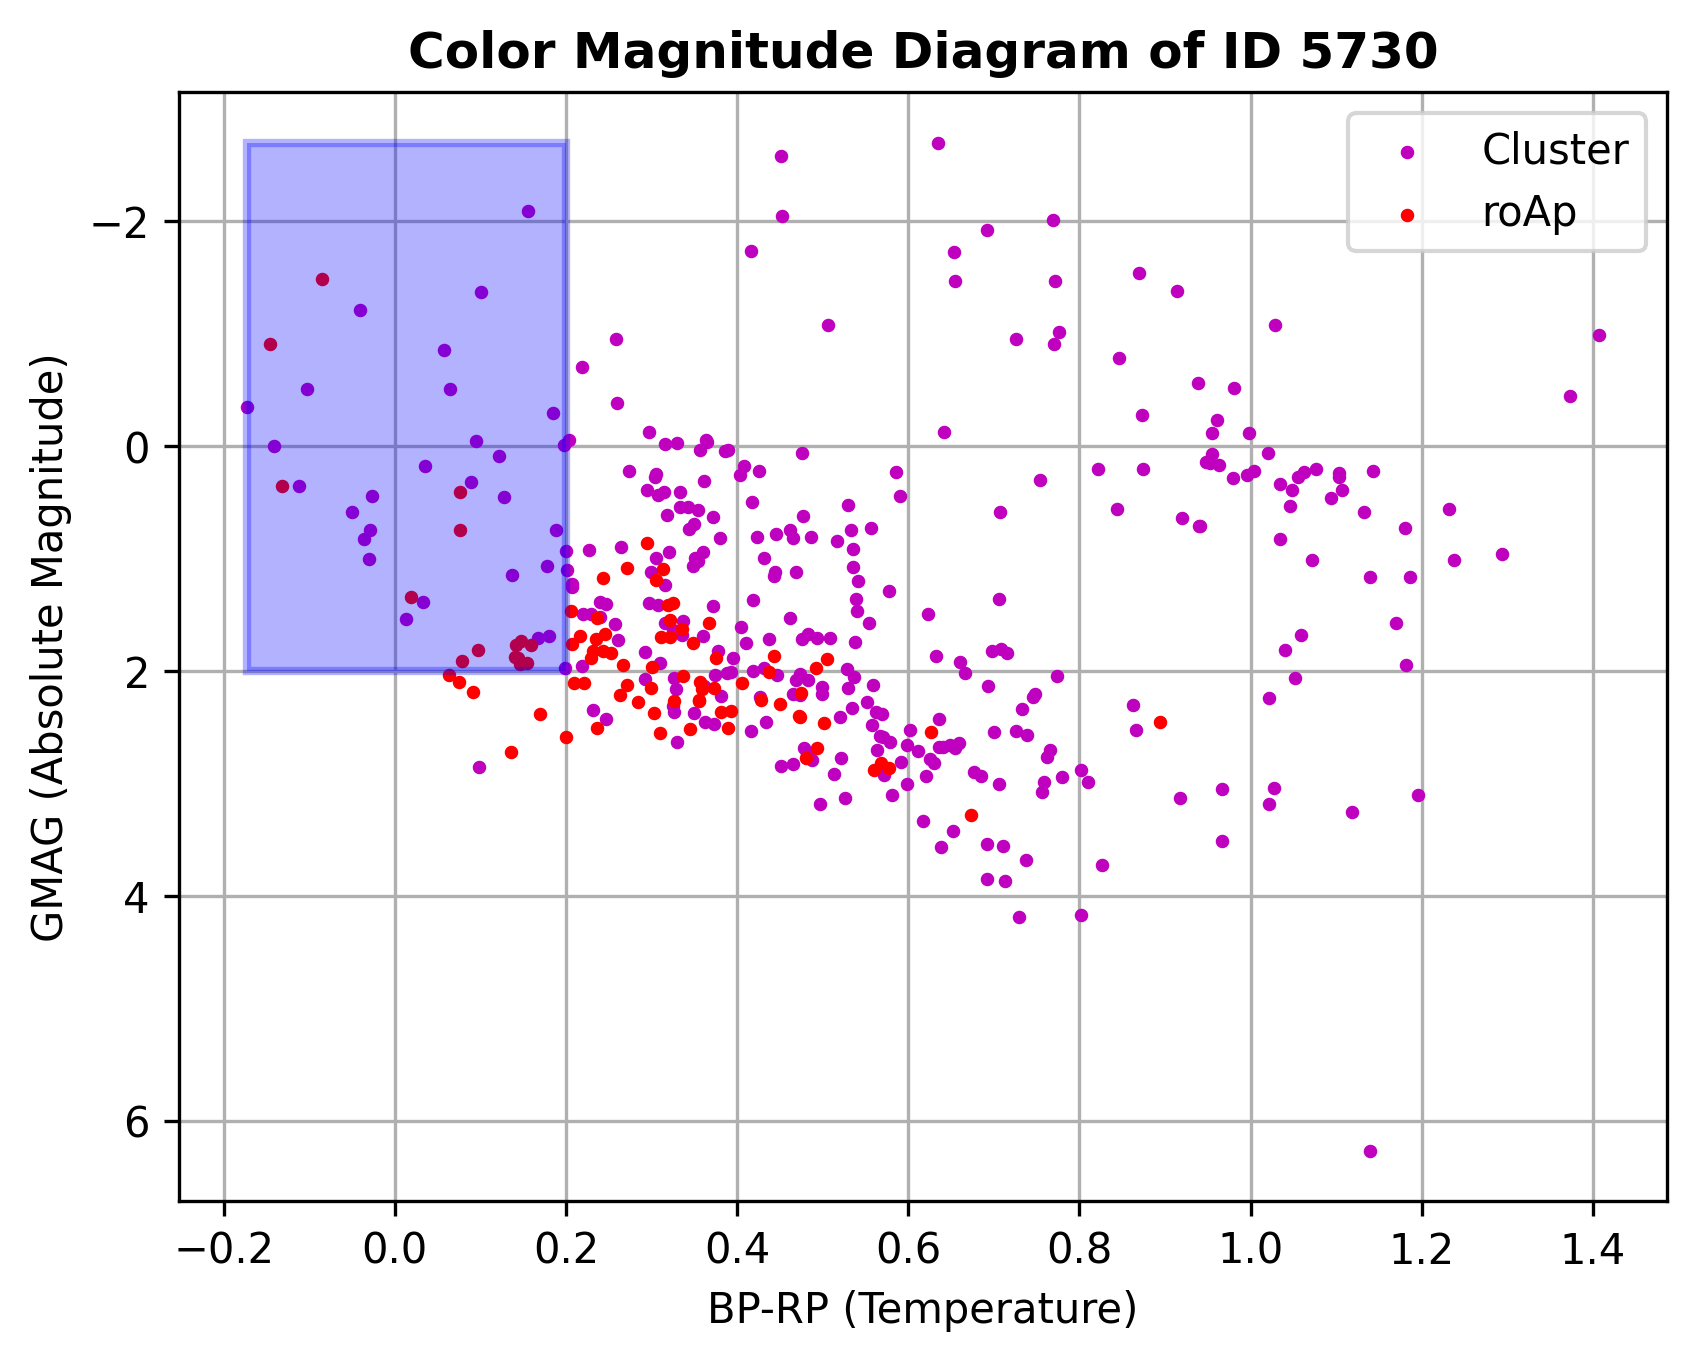 Color Magnitude Diagram of ID 5730
Cluster
roAp
−2
0
2
4
6
GMAG (Absolute Magnitude)
−0.2 0.0 0.2 0.4 0.6 0.8 1.0 1.2 1.4
BP-RP (Temperature)